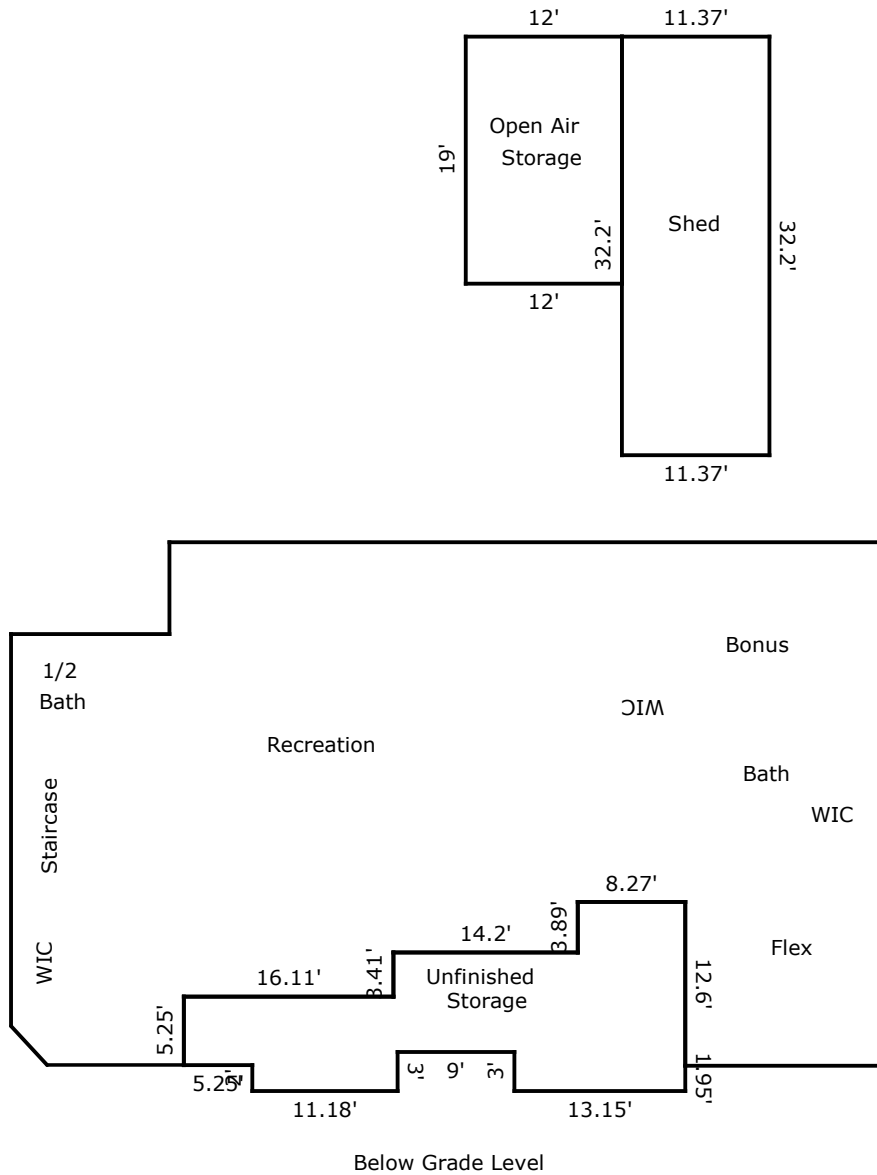 12'
11.37'
Open Air
Storage
19'
32.2'
Shed
32.2'
12'
11.37'
Bonus
1/2
Bath
WIC
Recreation
Bath
Staircase
WIC
8.27'
3.89'
14.2'
WIC
Flex
3.41'
Unfinished
Storage
16.11'
12.6'
5.25'
3'
9'
3'
5.25'
2'
1.95'
11.18'
13.15'
Below Grade Level